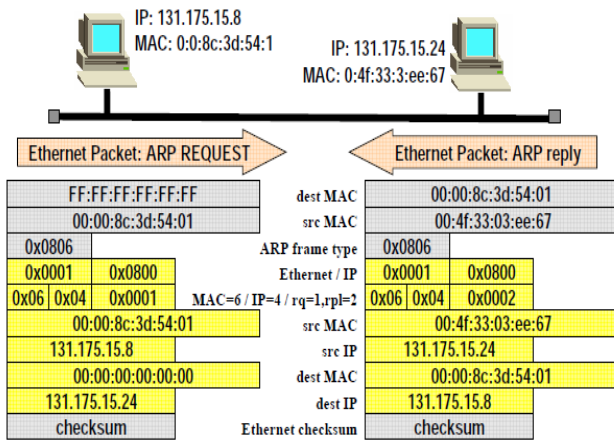 IP: 131.175.15.8
MAC: 0:0:8c:3d:54:1
IP: 131.175.15.24
MAC: 0:4f:33:3:ee:67
Ethernet Packet: ARP REQUEST
Ethernet Packet: ARP reply
FF:FF:FF:FF:FF:FF dest MAC 00:00:8c:3d:54:01
00:00:8c:3d:54:01 src MAC 00:4f:33:03:ee:67
0x0806 ARP frame type 0x0806
0x0001 0x0800 Ethernet / IP 0x0001 0x0800
0x06 0x04 0x0001 MAC=6 / IP=4 / rq=1,rpl=2 0x06 0x04 0x0002
00:00:8c:3d:54:01 src MAC 00:4f:33:03:ee:67
131.175.15.8 src IP 131.175.15.24
00:00:00:00:00:00 dest MAC 00:00:8c:3d:54:01
131.175.15.24 dest IP 131.175.15.8
checksum Ethernet checksum checksum